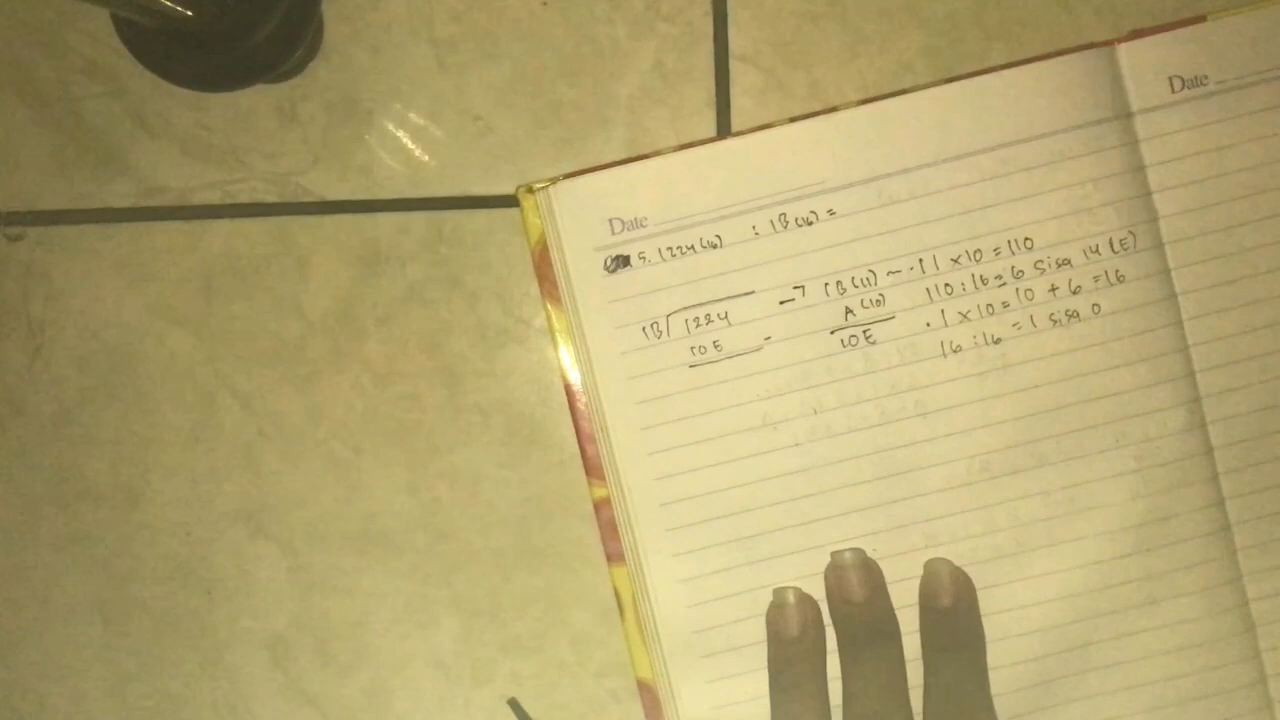 Date
Date
5. 1224(16) : 1B(16) =
1B 1224 → 1B(11) ~ . 11 x 10 = 110
10E - A(10) 110 : 16 = 6 sisa 14 (E)
10E . 1 x 10 = 10 + 6 = 16
16 : 16 = 1 sisa 0